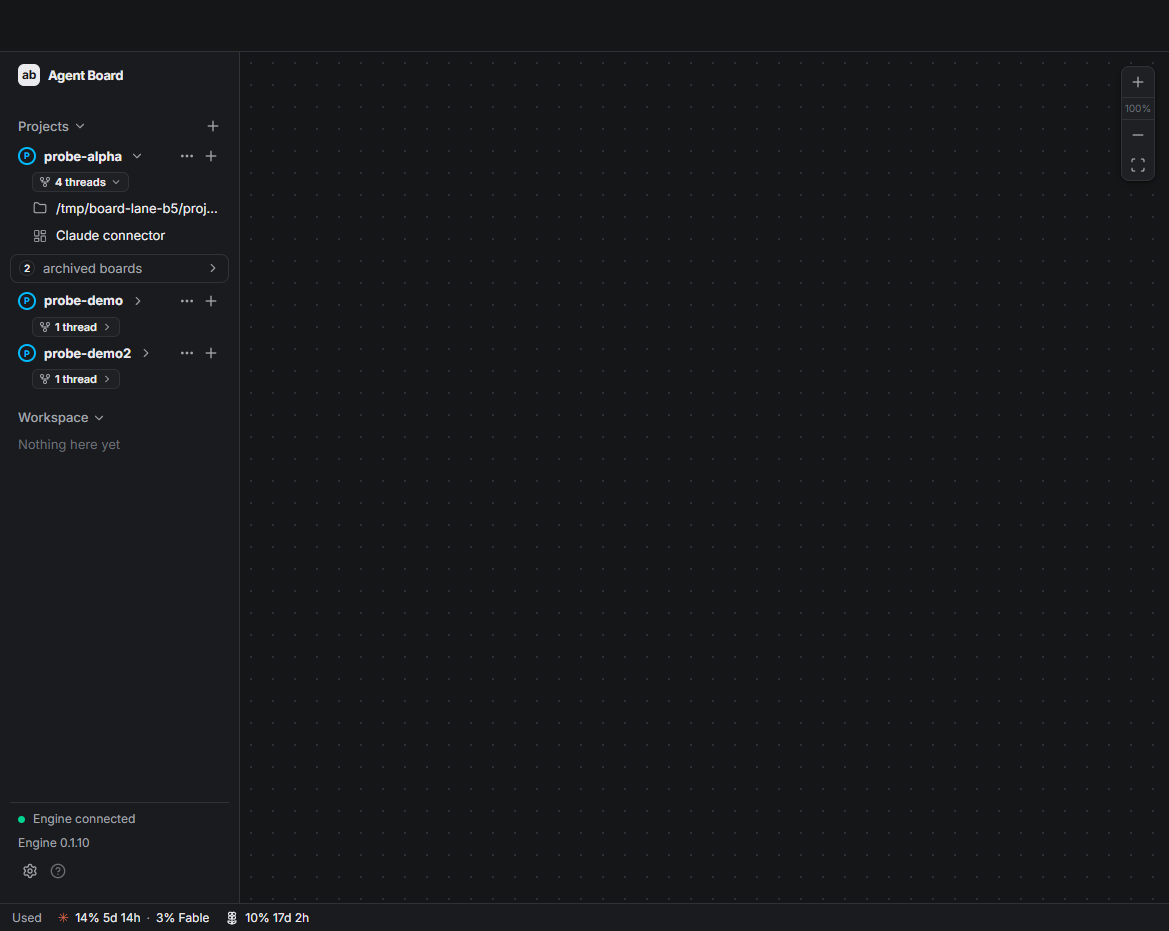 ab Agent Board
Projects
P probe-alpha
4 threads
/tmp/board-lane-b5/proj...
Claude connector
2 archived boards
P probe-demo
1 thread
P probe-demo2
1 thread
Workspace
Nothing here yet
100%
Engine connected
Engine 0.1.10
Used 14% 5d 14h · 3% Fable 10% 17d 2h